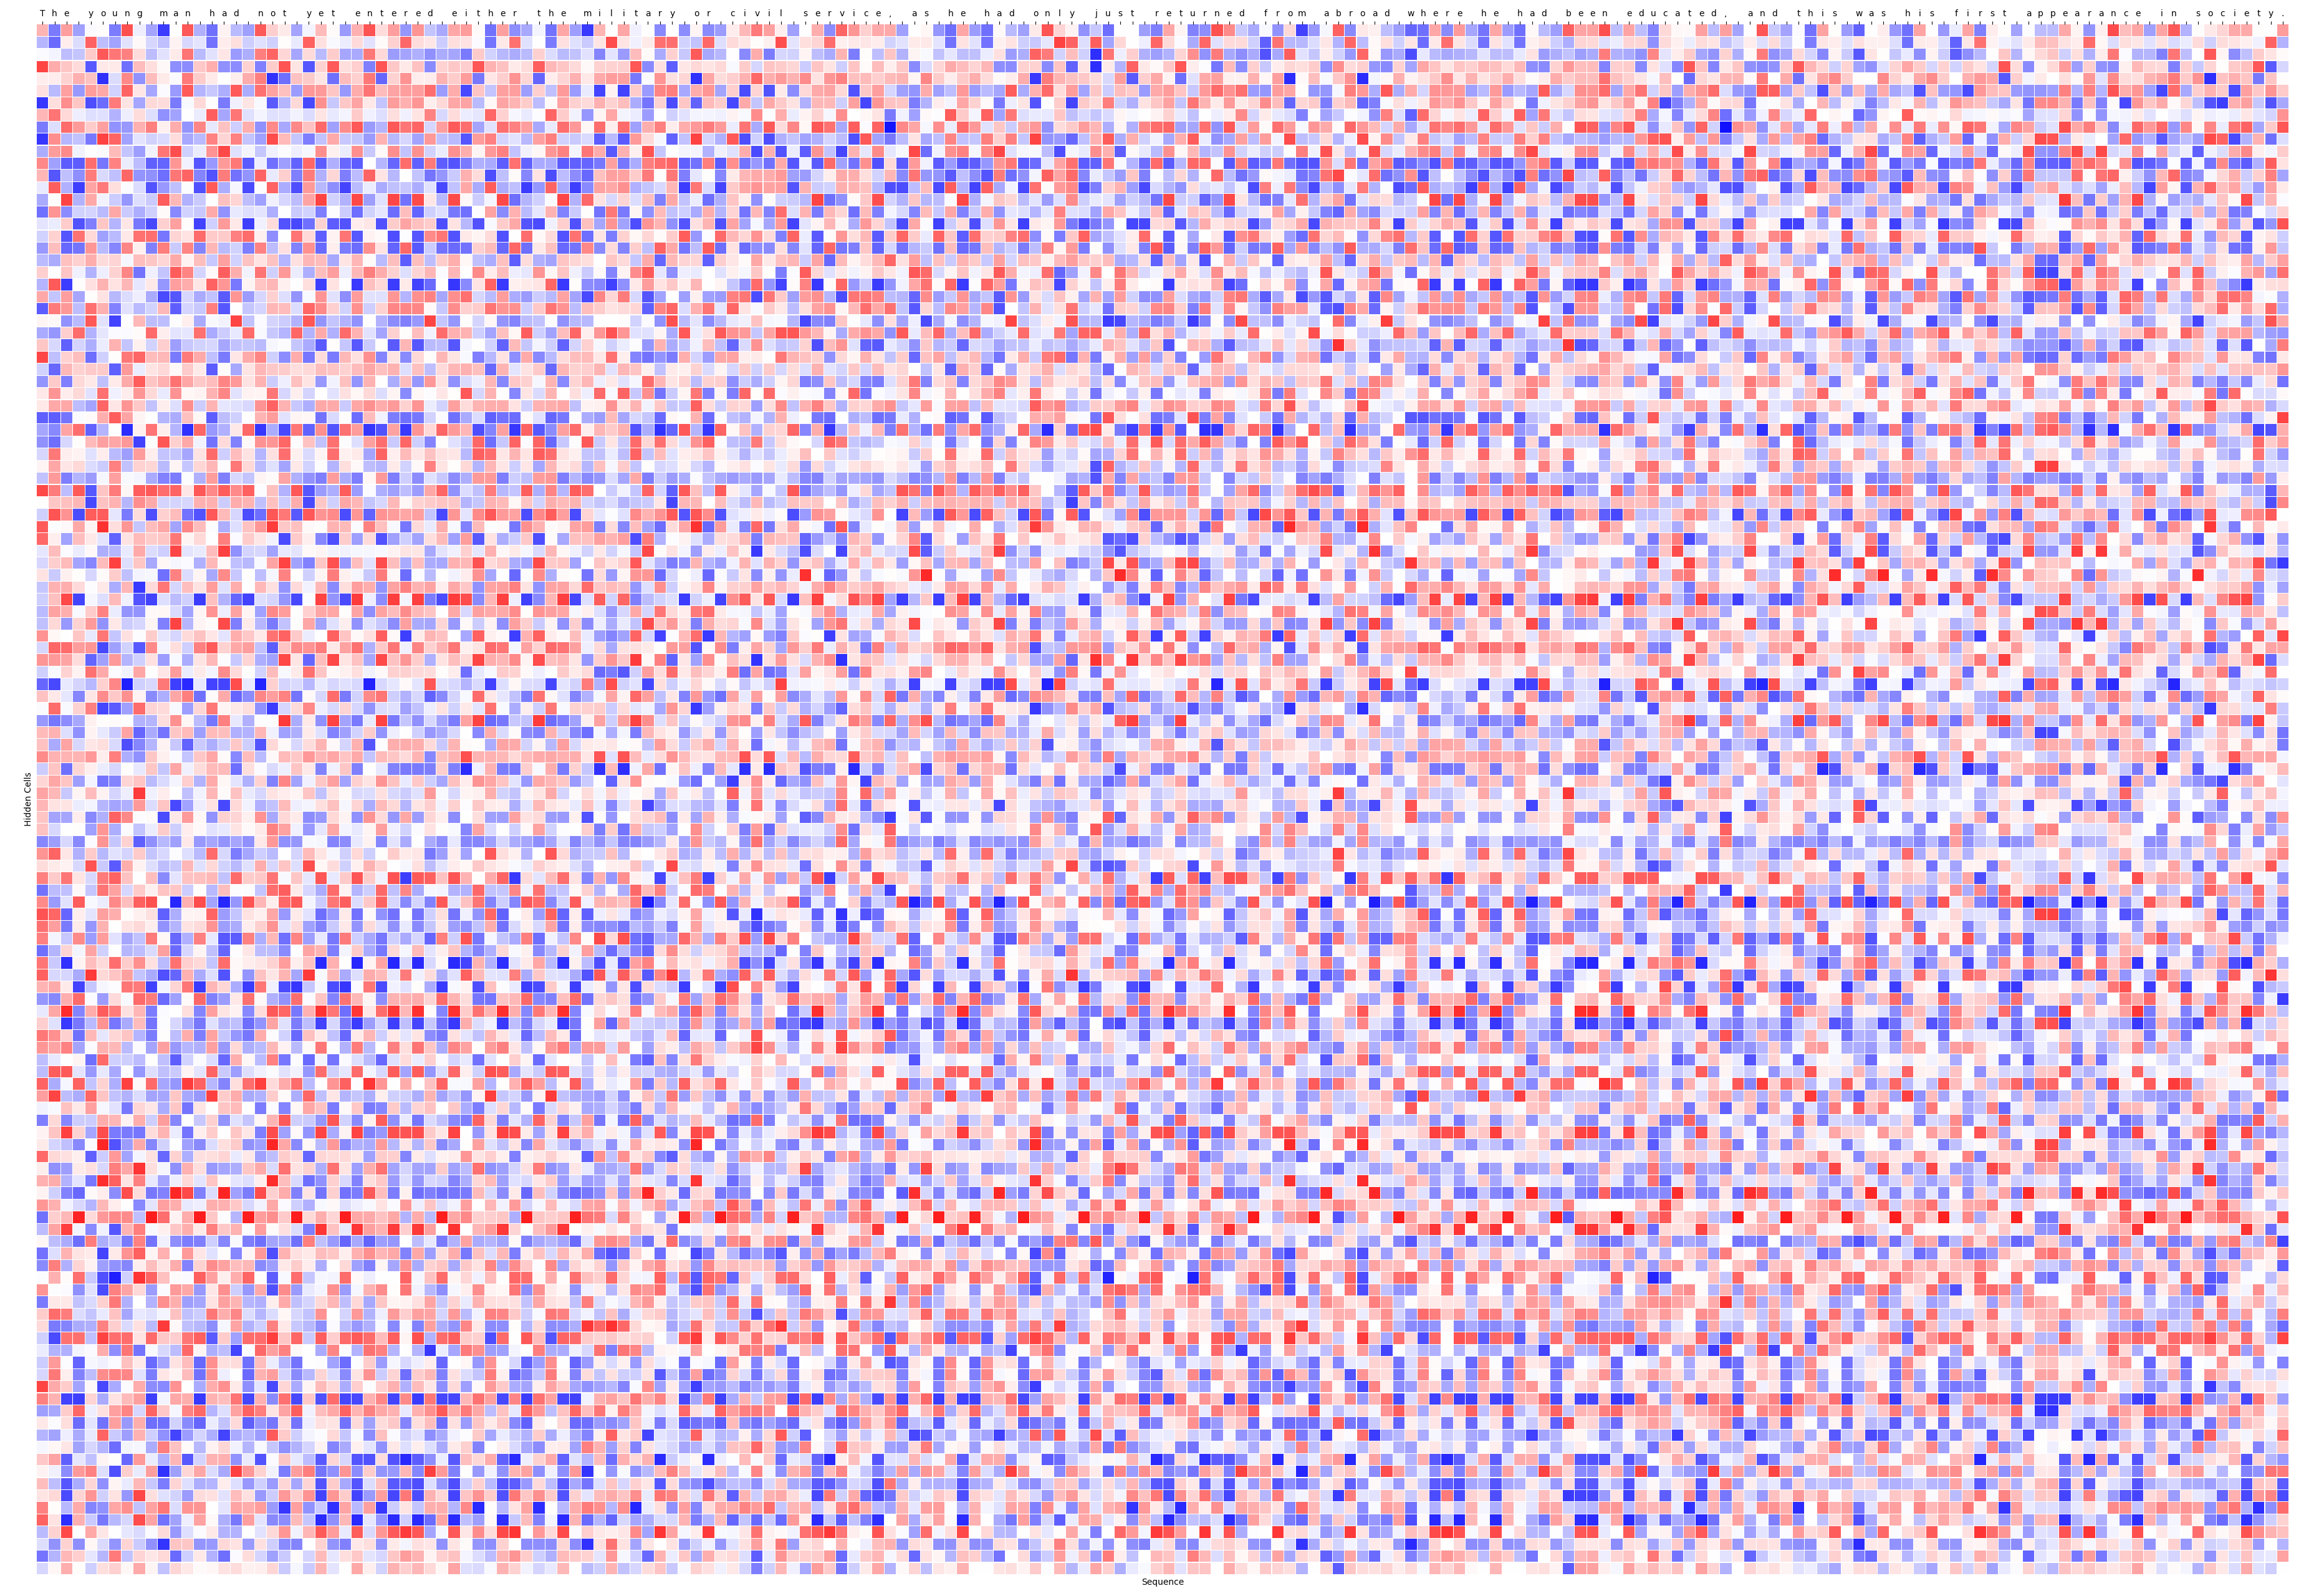 The young man had not yet entered either the military or civil service, as he had only just returned from abroad where he had been educated, and this was his first appearance in society.
Hidden Cells
Sequence